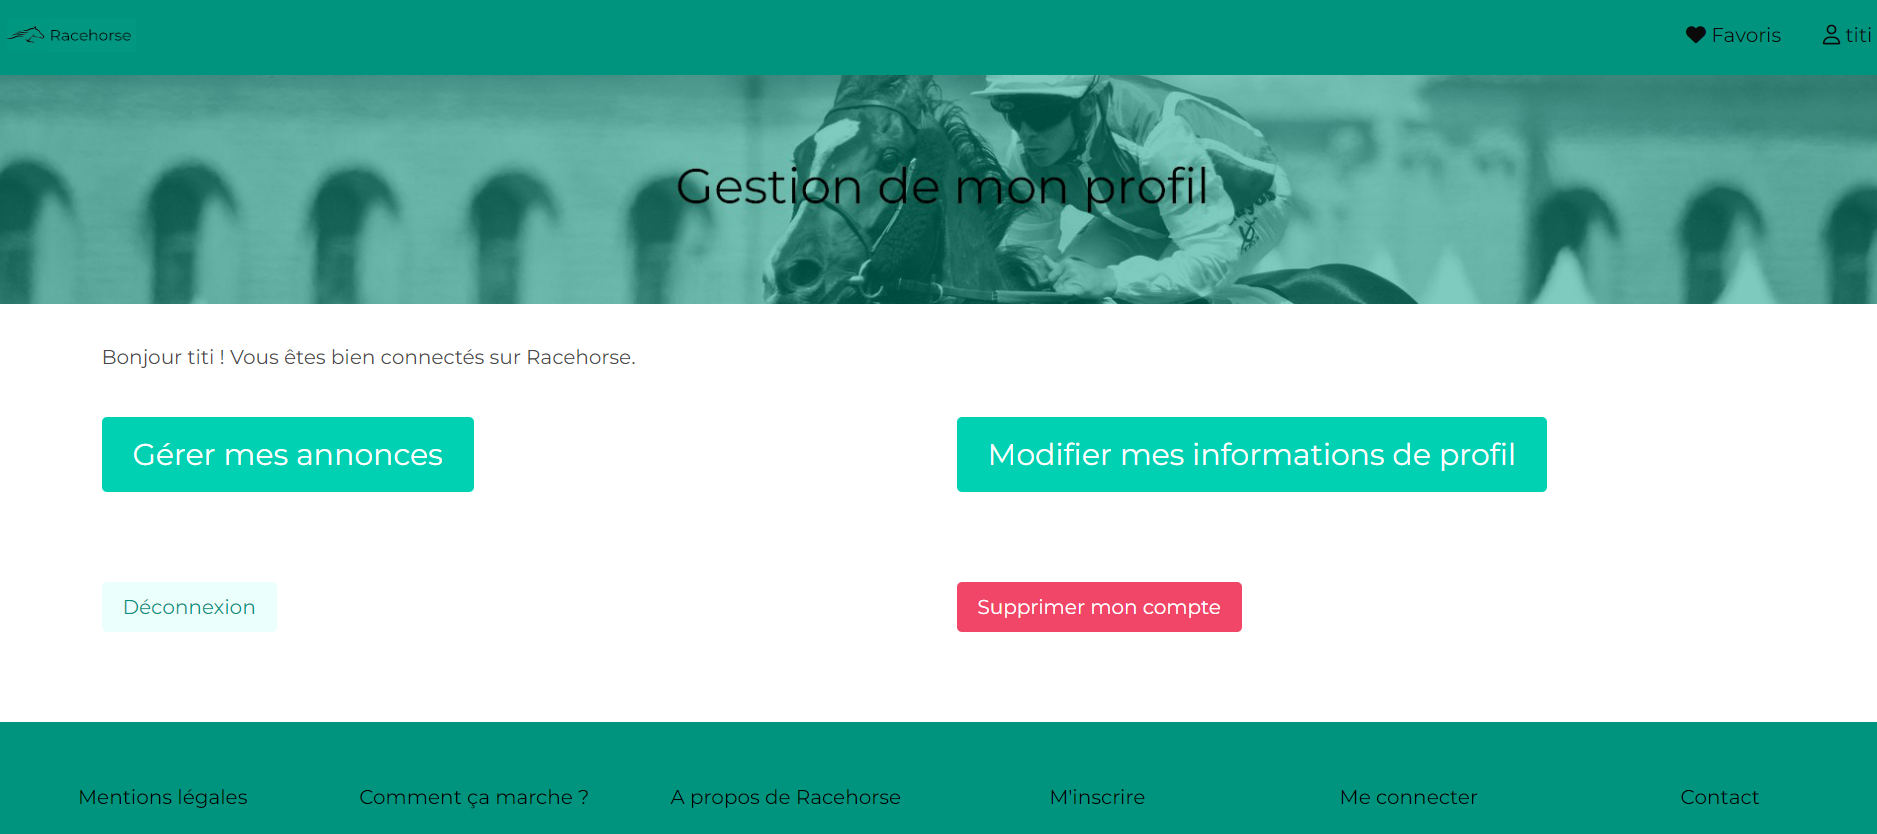 Racehorse
Favoris
titi
Gestion de mon profil
Bonjour titi ! Vous êtes bien connectés sur Racehorse.
Gérer mes annonces
Modifier mes informations de profil
Déconnexion
Supprimer mon compte
Mentions légales
Comment ça marche ?
A propos de Racehorse
M'inscrire
Me connecter
Contact